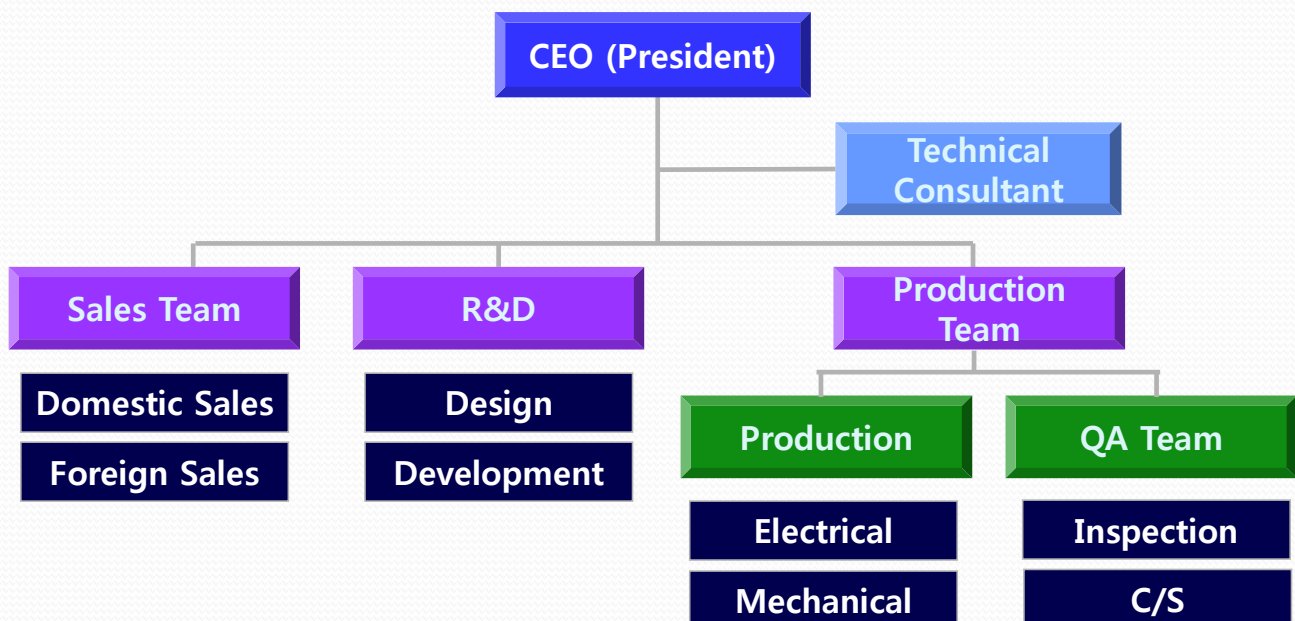 CEO (President)
Technical
Consultant
Sales Team
R&D
Production
Team
Domestic Sales
Foreign Sales
Design
Development
Production
QA Team
Electrical
Mechanical
Inspection
C/S